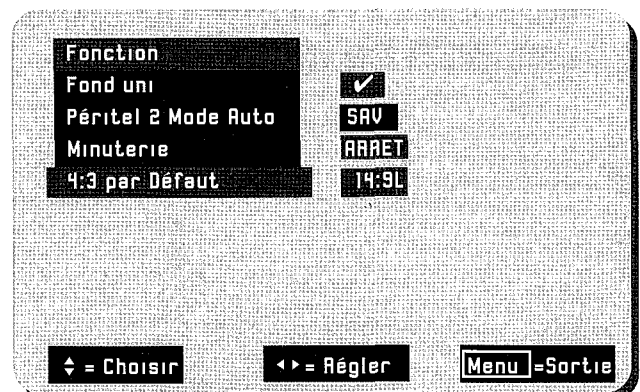 Fonction
Fond uni ✔
Péritel 2 Mode Auto SAV
Minuterie ARRET
4:3 par Défaut 14:9L
♦ = Choisir ◂▸ = Régler Menu =Sortie